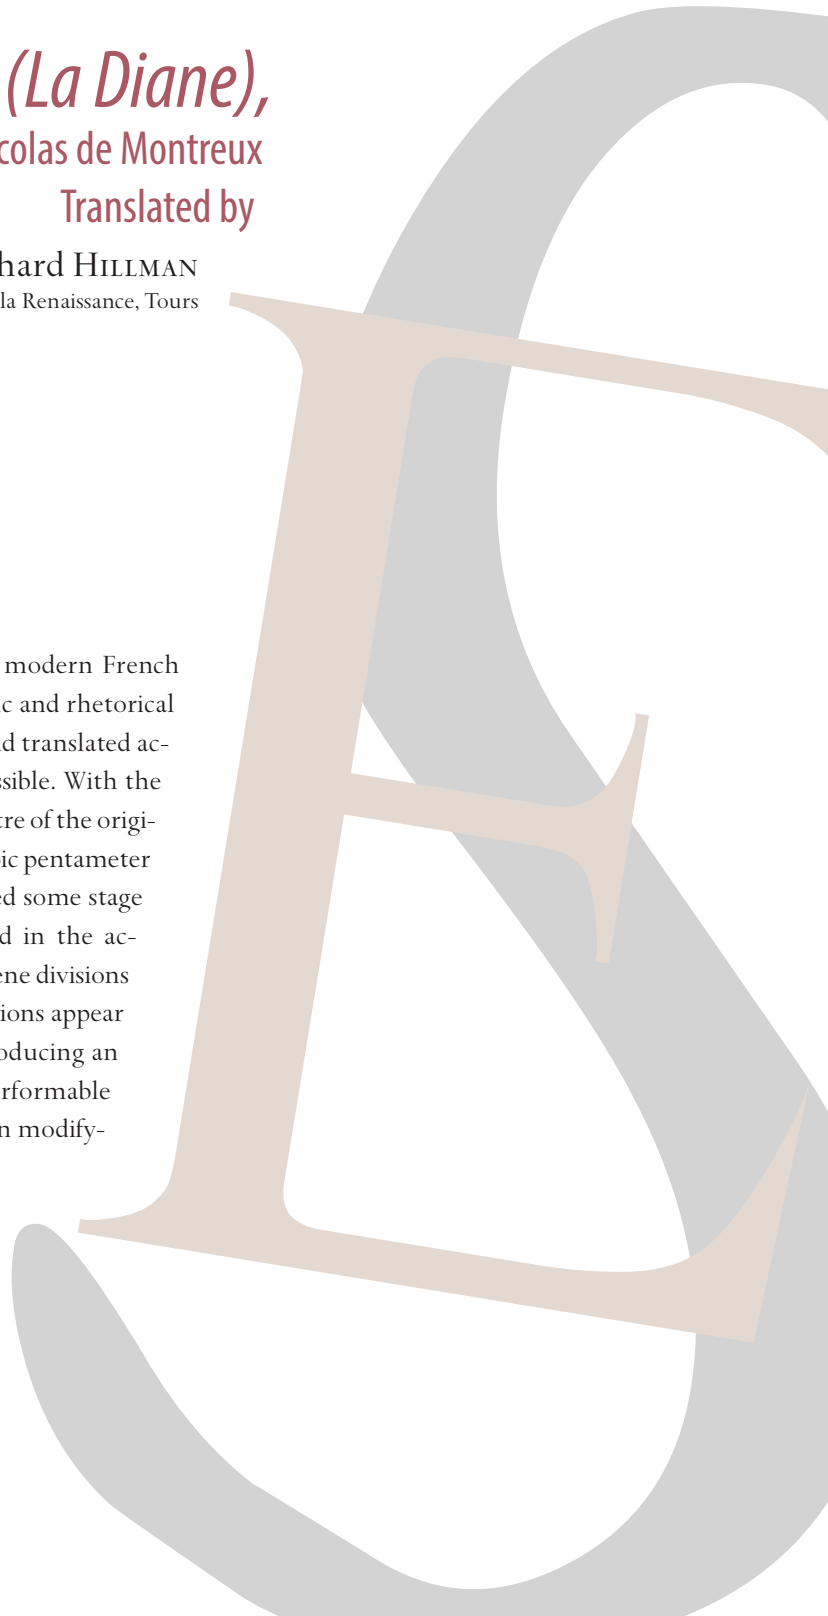 (La Diane),
colas de Montreux
Translated by
hard HILLMAN
la Renaissance, Tours
modern French
c and rhetorical
d translated ac-
ssible. With the
tre of the origi-
ic pentameter
ed some stage
d in the ac-
ene divisions
ions appear
oducing an
rformable
n modify-